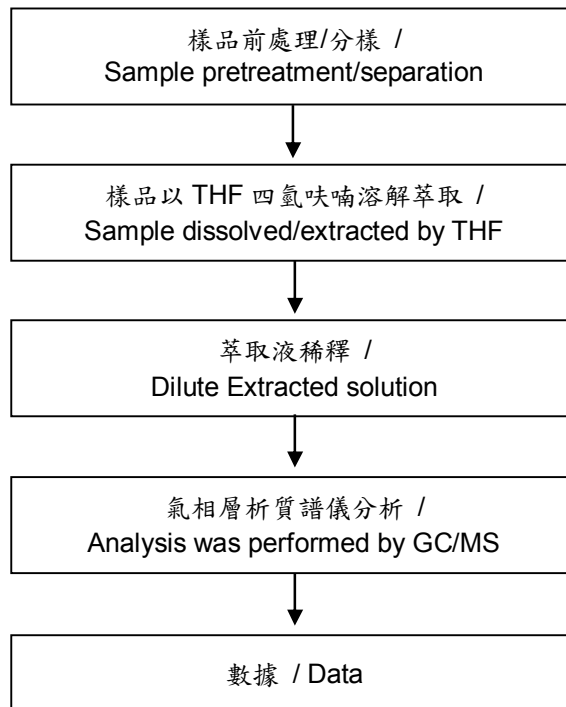 樣品前處理/分樣 /
Sample pretreatment/separation
樣品以 THF 四氫呋喃溶解萃取 /
Sample dissolved/extracted by THF
萃取液稀釋 /
Dilute Extracted solution
氣相層析質譜儀分析 /
Analysis was performed by GC/MS
數據 / Data